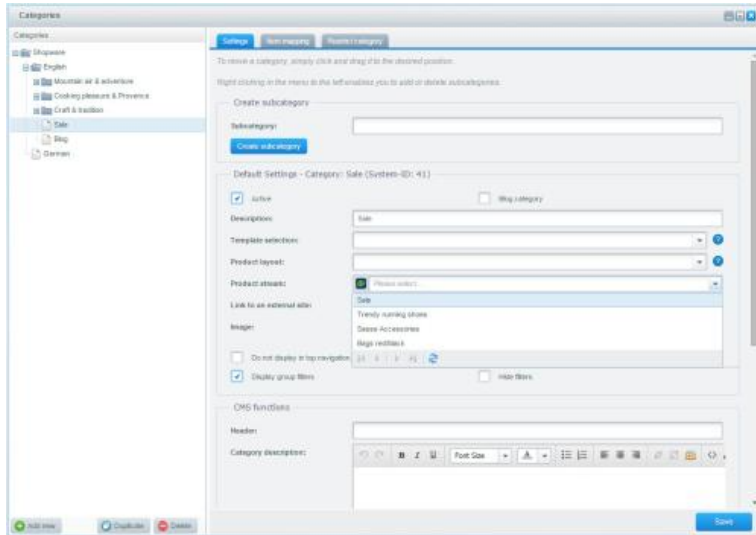 Categories
Categories
Settings
Item mapping
Restrict category
Shopware
English
Mountain air & adventure
Cooking pleasure & Provence
Craft & tradition
Sale
Blog
German
To move a category, simply click and drag it to the desired position.
Right clicking in the menu to the left enables you to add or delete subcategories.
Create subcategory
Subcategory:
Create subcategory
Default Settings - Category: Sale (System-ID: 41)
Active
Blog category
Description:
Sale
Template selection:
Product layout:
Product stream:
Please select...
Sale
Link to an external site:
Trendy running shoes
Image:
Accessories
Bags red/black
Do not display in top navigation
Display group filters
Hide filters
CMS functions
Header:
Category description:
B I U
Font Size
A
Add new
Duplicate
Delete
Save